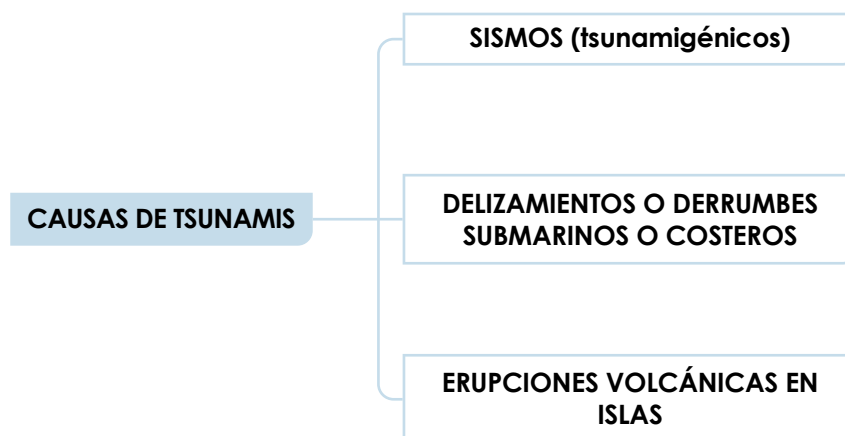 SISMOS (tsunamigénicos)
CAUSAS DE TSUNAMIS
DELIZAMIENTOS O DERRUMBES
SUBMARINOS O COSTEROS
ERUPCIONES VOLCÁNICAS EN
ISLAS